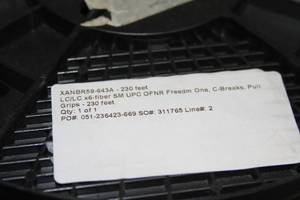 XANBR59-643A - 230 feet
LC/LC x6-fiber SM UPC OFNR Freedm One, C-Breaks, Pull
Grips - 230 feet
Qty: 1 of 1
PO#: 051-236423-669 SO#: 311765 Line#: 2